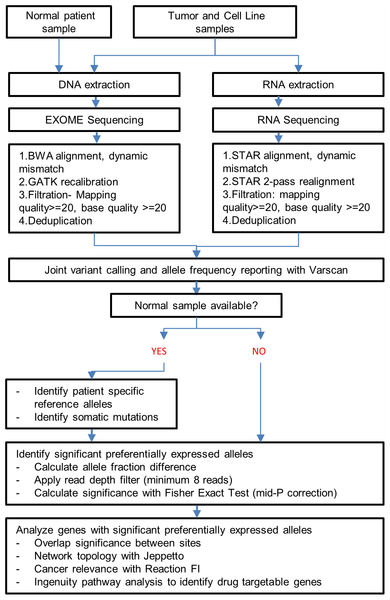 Normal patient
sample
Tumor and Cell Line
samples
DNA extraction
RNA extraction
EXOME Sequencing
RNA Sequencing
1.BWA alignment, dynamic
mismatch
2.GATK recalibration
3.Filtration- Mapping
quality>=20, base quality >=20
4.Deduplication
1.STAR alignment, dynamic
mismatch
2.STAR 2-pass realignment
3.Filtration: mapping
quality>=20, base quality >=20
4.Deduplication
Joint variant calling and allele frequency reporting with Varscan
Normal sample available?
YES
NO
- Identify patient specific
reference alleles
- Identify somatic mutations
Identify significant preferentially expressed alleles
- Calculate allele fraction difference
- Apply read depth filter (minimum 8 reads)
- Calculate significance with Fisher Exact Test (mid-P correction)
Analyze genes with significant preferentially expressed alleles
- Overlap significance between sites
- Network topology with Jeppetto
- Cancer relevance with Reaction FI
- Ingenuity pathway analysis to identify drug targetable genes